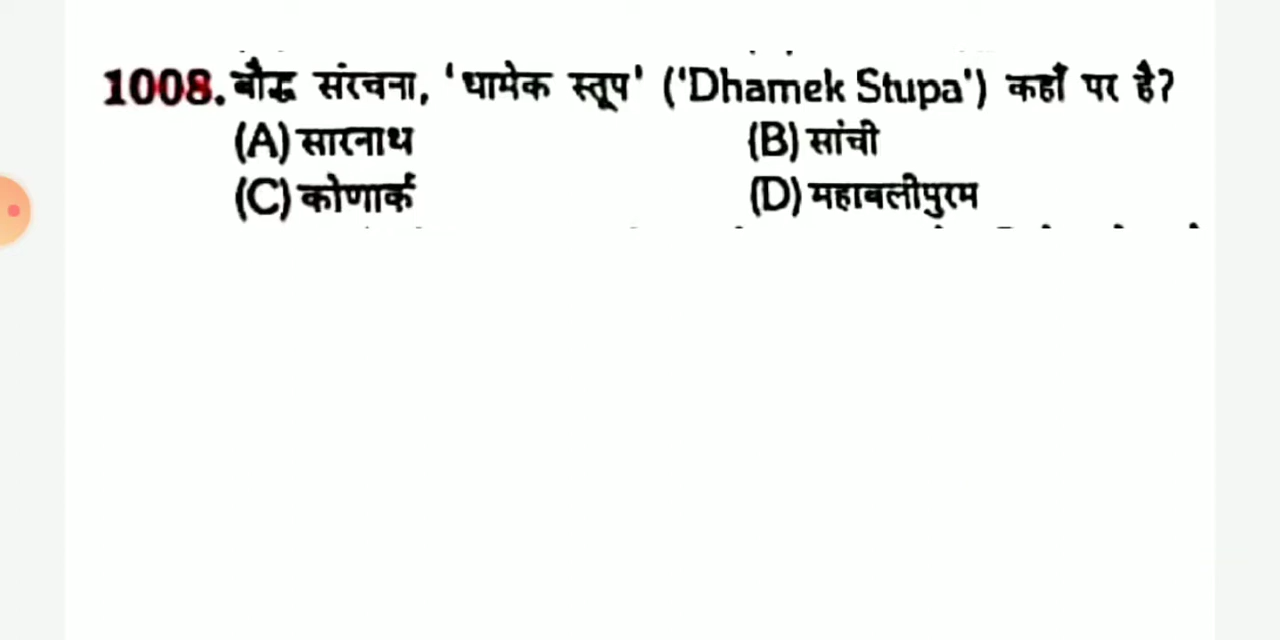 1008. बौद्ध संरचना, 'धामेक स्तूप' ('Dhamek Stupa') कहाँ पर है?
(A) सारनाथ (B) सांची
(C) कोणार्क (D) महाबलीपुरम